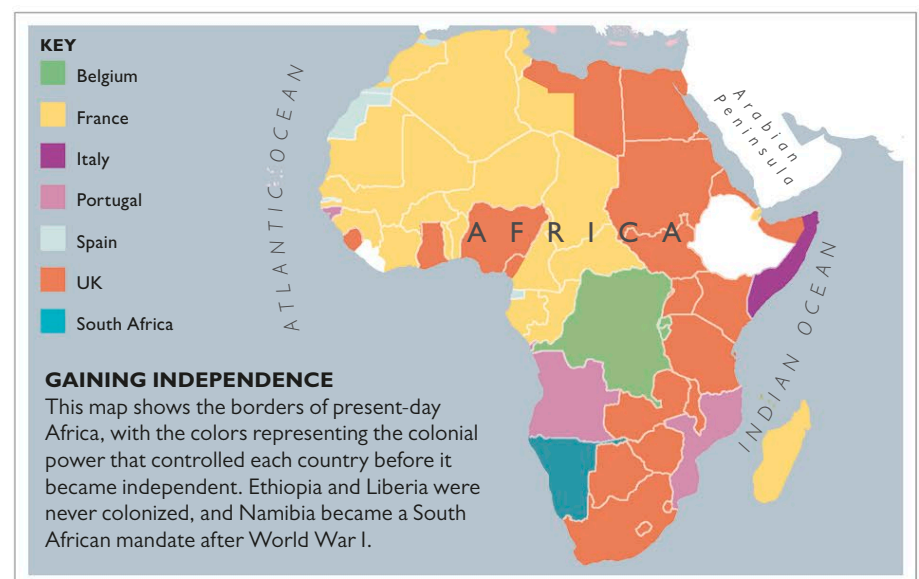 KEY
Belgium
France
Italy
Portugal
Spain
UK
South Africa
ATLANTIC OCEAN
Arabian
Peninsula
AFRICA
INDIAN OCEAN
GAINING INDEPENDENCE
This map shows the borders of present-day
Africa, with the colors representing the colonial
power that controlled each country before it
became independent. Ethiopia and Liberia were
never colonized, and Namibia became a South
African mandate after World War I.